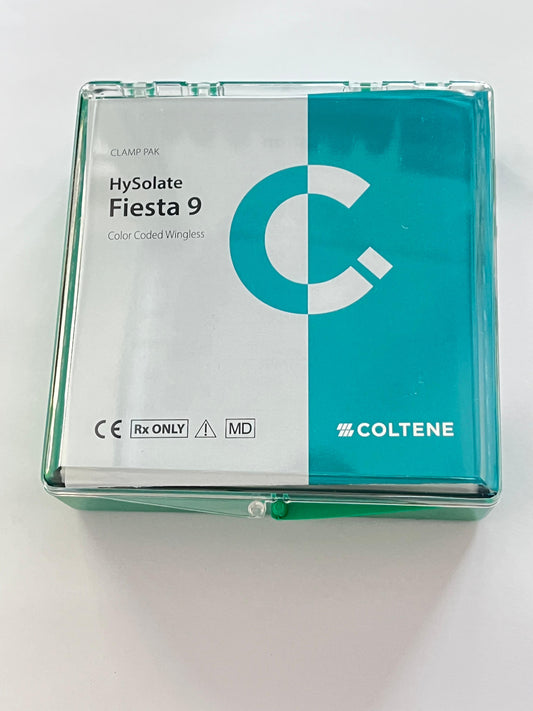 CLAMP PAK
HySolate
Fiesta 9
Color Coded Wingless
CE Rx ONLY MD
COLTENE